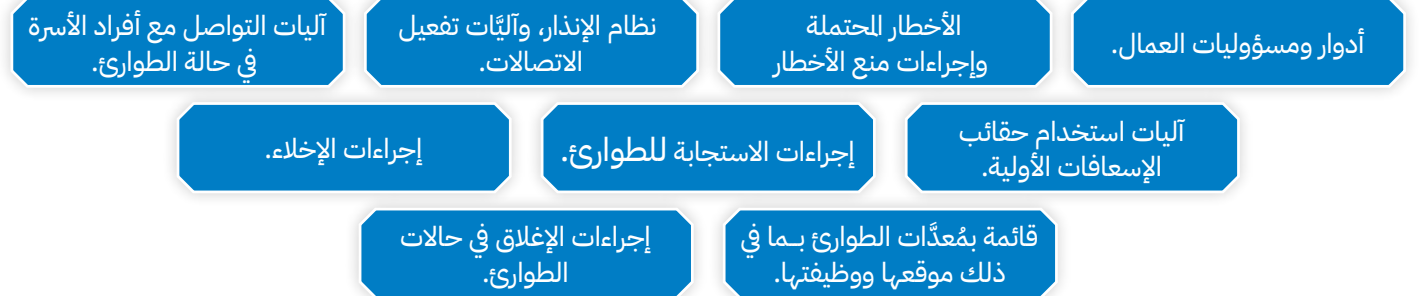 أدوار ومسؤوليات العمال.
الأخطار المحتملة
وإجراءات منع الأخطار
نظام الإنذار، وآليَّات تفعيل
الاتصالات.
آليات التواصل مع أفراد الأسرة
في حالة الطوارئ.
آليات استخدام حقائب
الإسعافات الأولية.
إجراءات الاستجابة للطوارئ.
إجراءات الإخلاء.
قائمة بمُعدَّات الطوارئ بـما في
ذلك موقعها ووظيفتها.
إجراءات الإغلاق في حالات
الطوارئ.